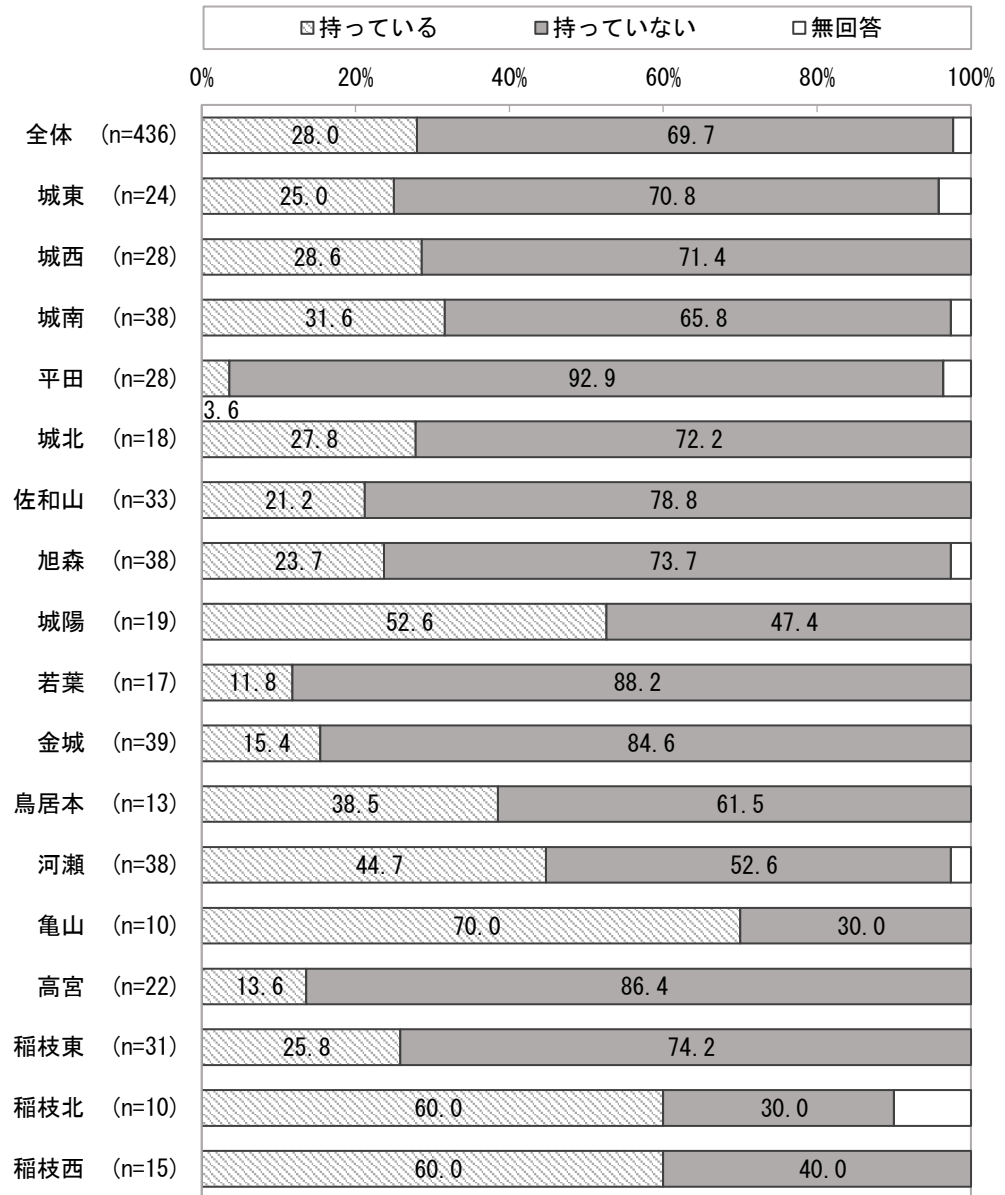 持っている 持っていない 無回答
0% 20% 40% 60% 80% 100%
全体 (n=436) 28.0 69.7
城東 (n=24) 25.0 70.8
城西 (n=28) 28.6 71.4
城南 (n=38) 31.6 65.8
平田 (n=28) 92.9
3.6
城北 (n=18) 27.8 72.2
佐和山 (n=33) 21.2 78.8
旭森 (n=38) 23.7 73.7
城陽 (n=19) 52.6 47.4
若葉 (n=17) 11.8 88.2
金城 (n=39) 15.4 84.6
鳥居本 (n=13) 38.5 61.5
河瀬 (n=38) 44.7 52.6
亀山 (n=10) 70.0 30.0
高宮 (n=22) 13.6 86.4
稲枝東 (n=31) 25.8 74.2
稲枝北 (n=10) 60.0 30.0
稲枝西 (n=15) 60.0 40.0